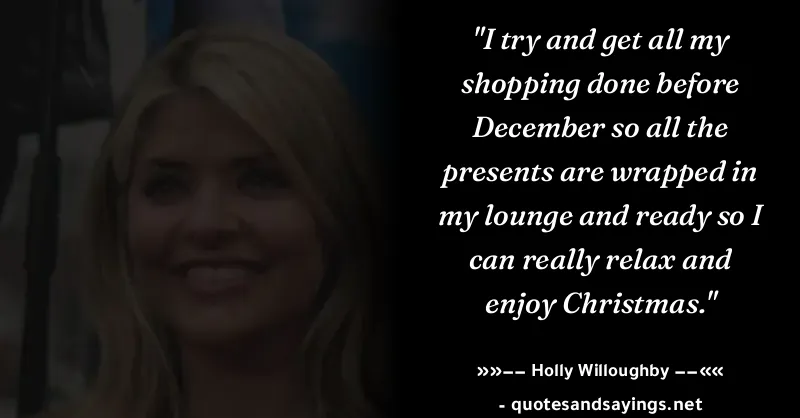 "I try and get all my
shopping done before
December so all the
presents are wrapped in
my lounge and ready so I
can really relax and
enjoy Christmas."
»»−− Holly Willoughby −−««
- quotesandsayings.net